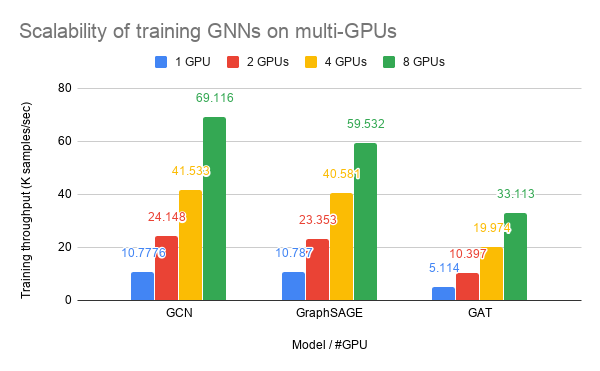 Scalability of training GNNs on multi-GPUs
1 GPU 2 GPUs 4 GPUs 8 GPUs
Training throughput (K samples/sec)
80
60
40
20
0
10.7776 24.148 41.533 69.116
10.787 23.353 40.581 59.532
5.114 10.397 19.974 33.113
GCN GraphSAGE GAT
Model / #GPU